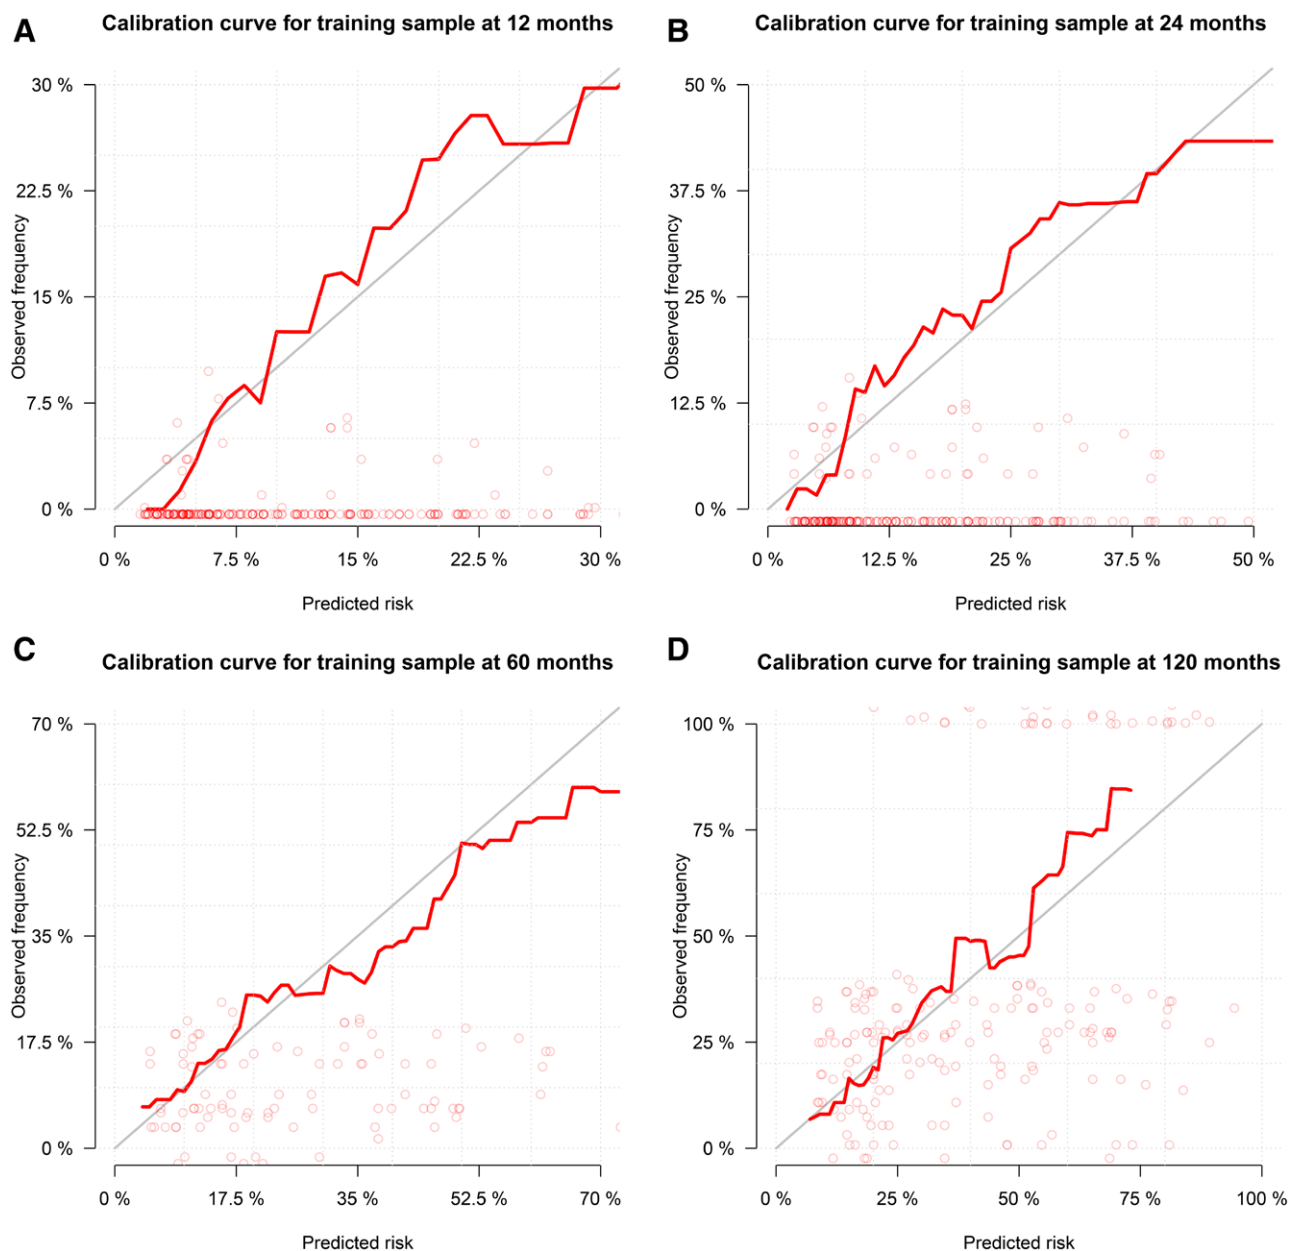 A
Calibration curve for training sample at 12 months
30 %
22.5 %
15 %
7.5 %
0 %
Observed frequency
0 %
7.5 %
15 %
22.5 %
30 %
Predicted risk
B
Calibration curve for training sample at 24 months
50 %
37.5 %
25 %
12.5 %
0 %
Observed frequency
0 %
12.5 %
25 %
37.5 %
50 %
Predicted risk
C
Calibration curve for training sample at 60 months
70 %
52.5 %
35 %
17.5 %
0 %
Observed frequency
0 %
17.5 %
35 %
52.5 %
70 %
Predicted risk
D
Calibration curve for training sample at 120 months
100 %
75 %
50 %
25 %
0 %
Observed frequency
0 %
25 %
50 %
75 %
100 %
Predicted risk